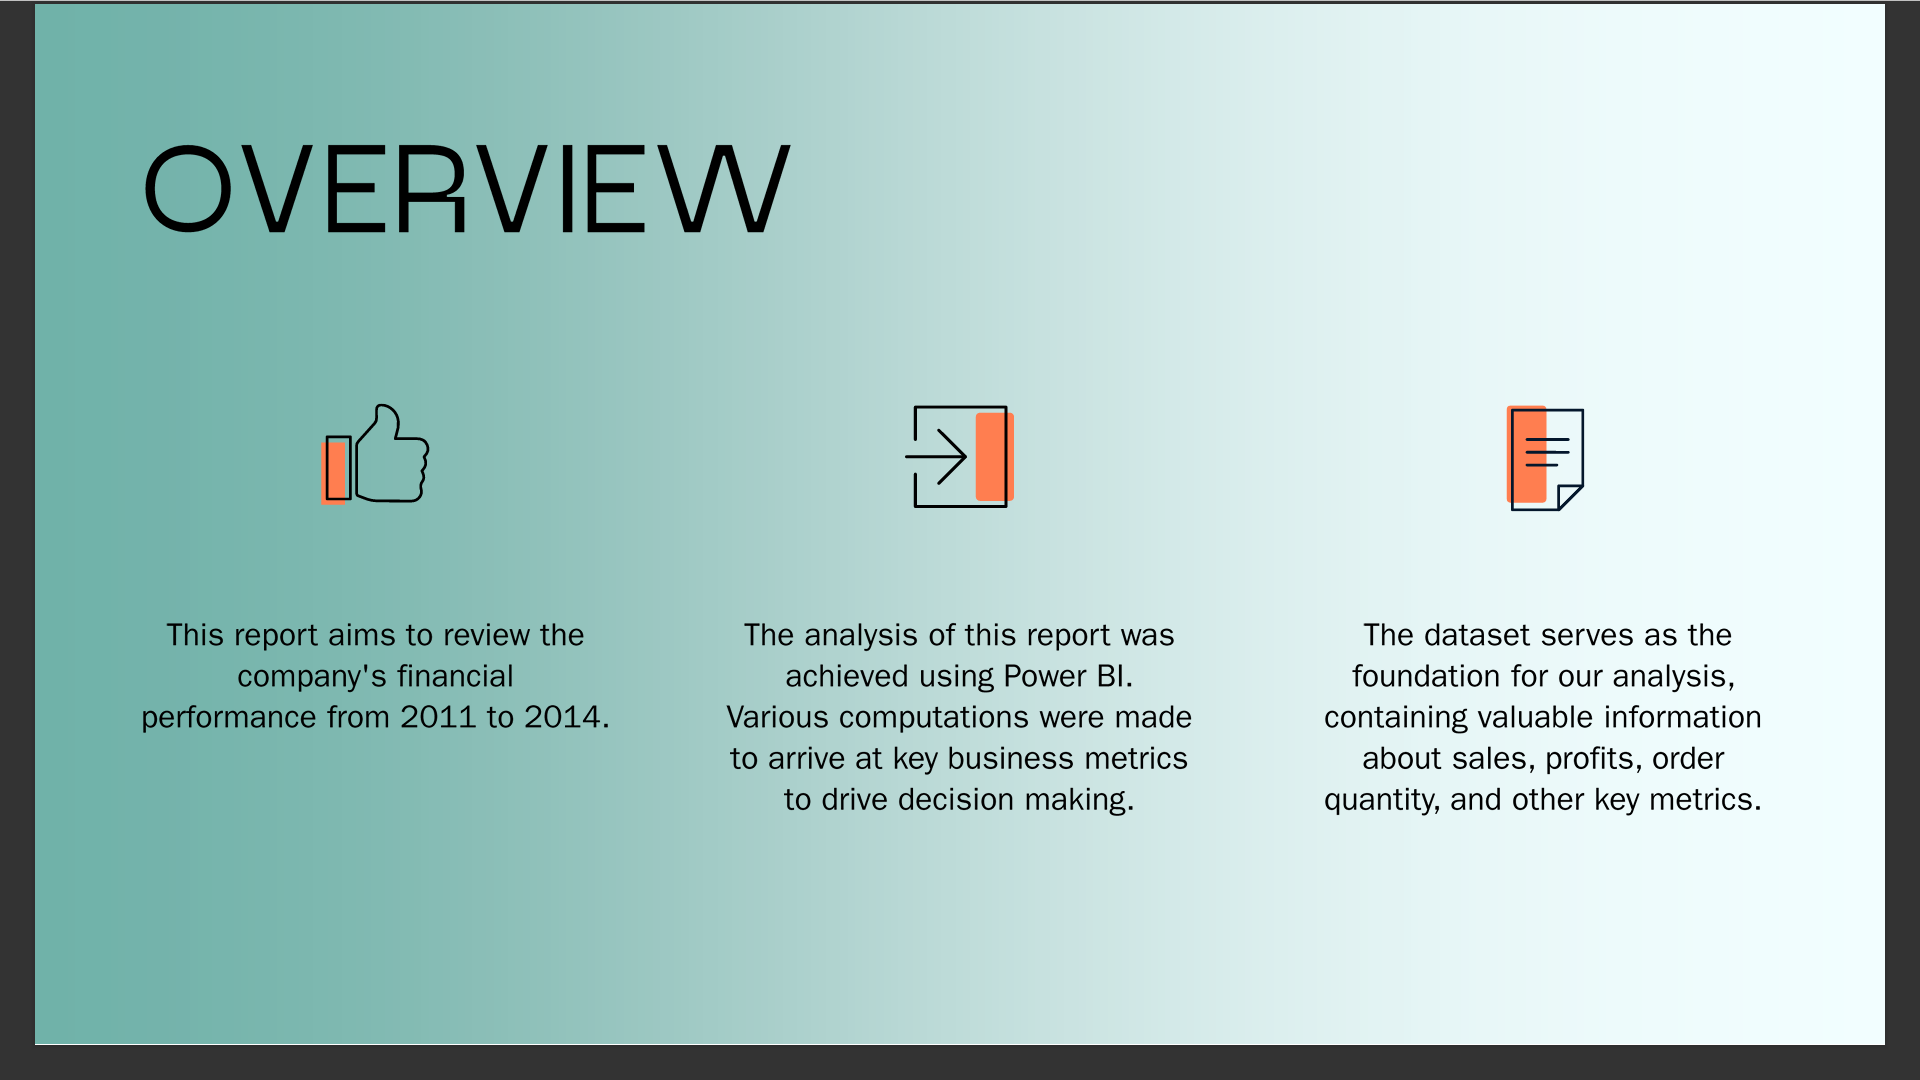 OVERVIEW
This report aims to review the
company's financial
performance from 2011 to 2014.
The analysis of this report was
achieved using Power BI.
Various computations were made
to arrive at key business metrics
to drive decision making.
The dataset serves as the
foundation for our analysis,
containing valuable information
about sales, profits, order
quantity, and other key metrics.